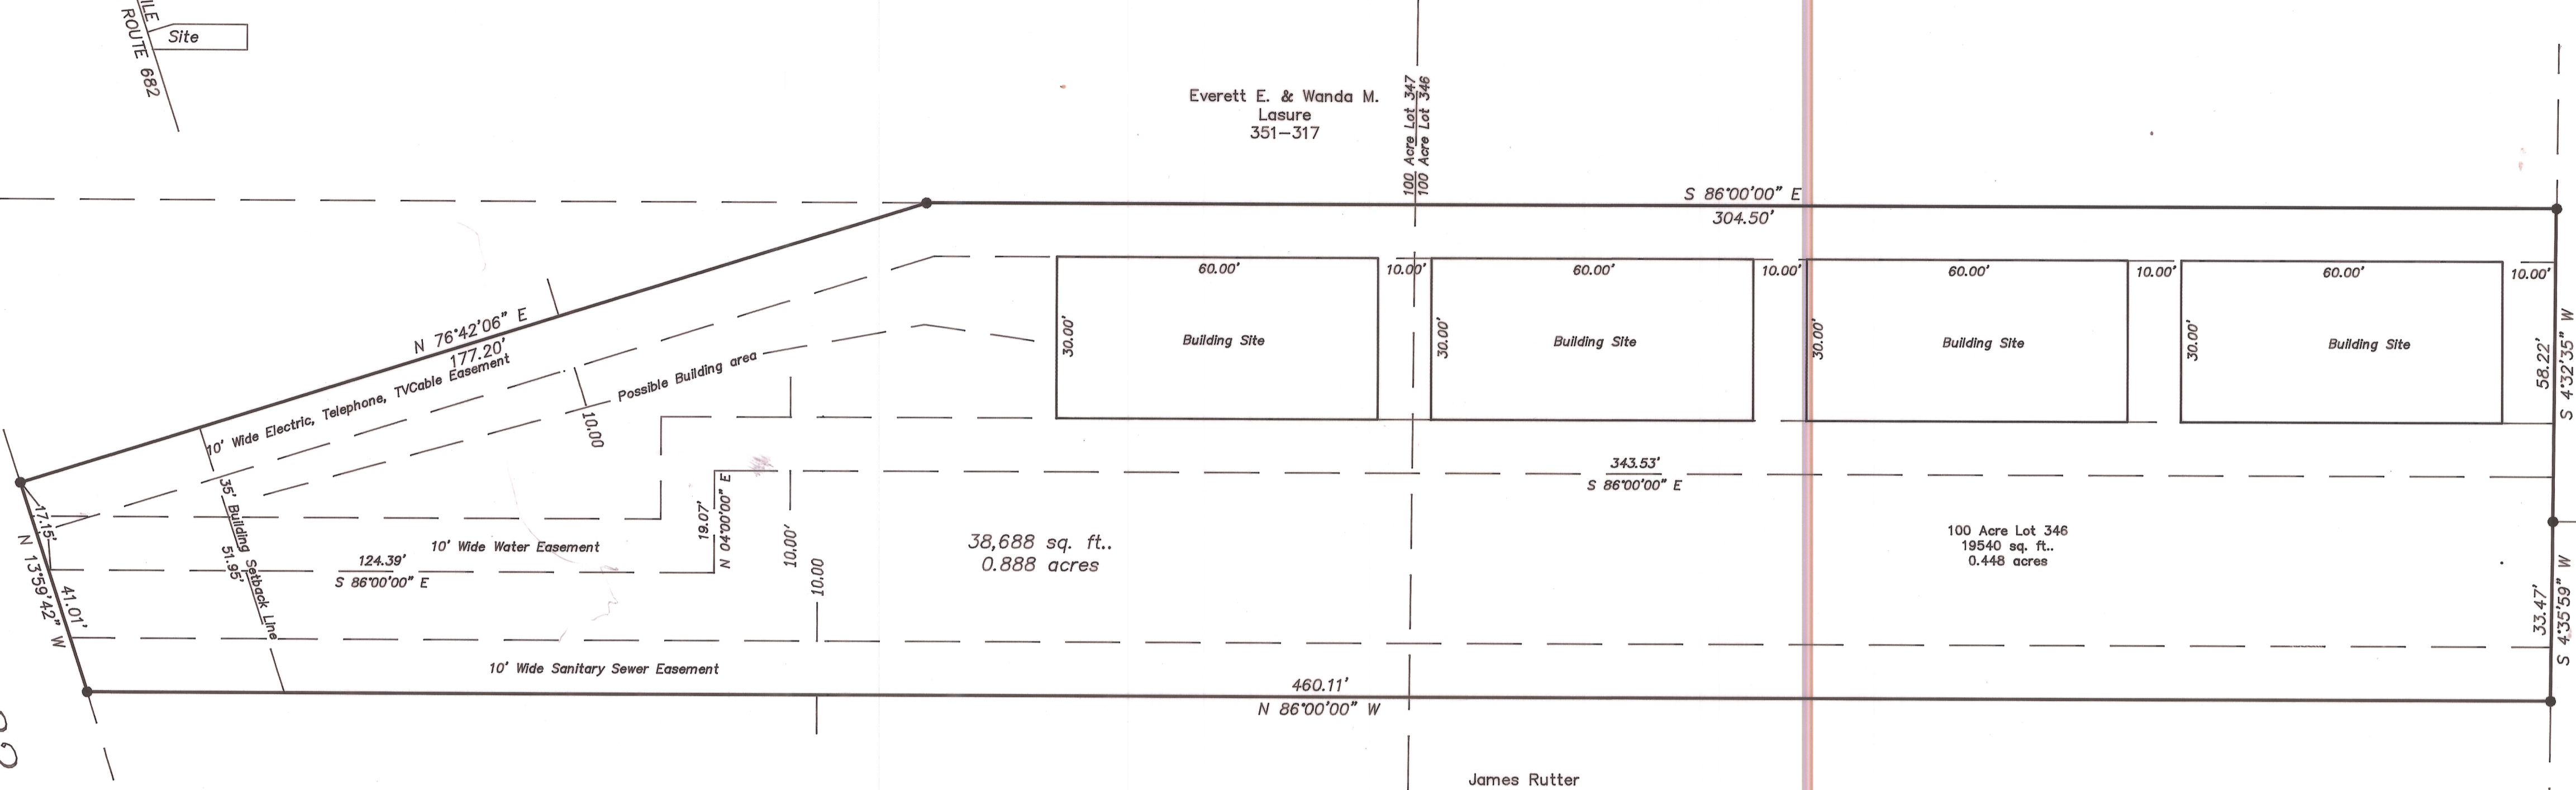 ROUTE 682
Site
Everett E. & Wanda M.
Lasure
351-317
100 Acre Lot 347
100 Acre Lot 346
S 86°00'00" E
304.50'
60.00'
10.00'
60.00'
10.00'
60.00'
10.00'
60.00'
10.00'
30.00'
Building Site
30.00'
Building Site
30.00'
Building Site
30.00'
Building Site
58.22'
S 4°32'35" W
N 76°42'06" E
177.20'
10' Wide Electric, Telephone, TVCable Easement
Possible Building area
10.00
343.53'
S 86°00'00" E
17.15'
N 13°59'42" W
41.01'
35' Building Setback Line
51.95'
10' Wide Water Easement
124.39'
S 86°00'00" E
19.07'
N 04°00'00" E
10.00'
10.00
38,688 sq. ft..
0.888 acres
100 Acre Lot 346
19540 sq. ft..
0.448 acres
33.47'
S 4°35'59" W
10' Wide Sanitary Sewer Easement
460.11'
N 86°00'00" W
James Rutter